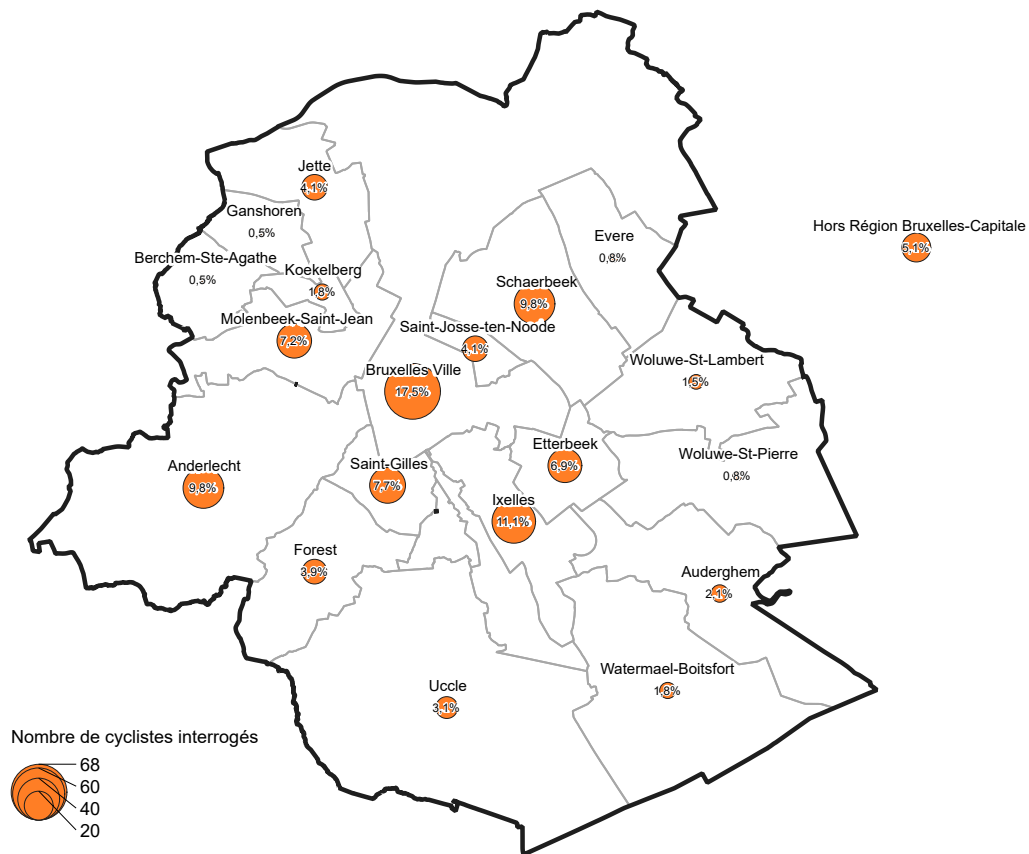 Jette
4,1%
Ganshoren
0,5%
Hors Région Bruxelles-Capitale
5,1%
Evere
0,8%
Berchem-Ste-Agathe
0,5%
Koekelberg
1,8%
Schaerbeek
9,8%
Molenbeek-Saint-Jean
7,2%
Saint-Josse-ten-Noode
4,1%
Woluwe-St-Lambert
1,5%
Bruxelles Ville
17,5%
Etterbeek
6,9%
Woluwe-St-Pierre
0,8%
Anderlecht
9,8%
Saint-Gilles
7,7%
Ixelles
11,1%
Forest
3,9%
Auderghem
2,1%
Watermael-Boitsfort
1,8%
Uccle
3,1%
Nombre de cyclistes interrogés
68
60
40
20